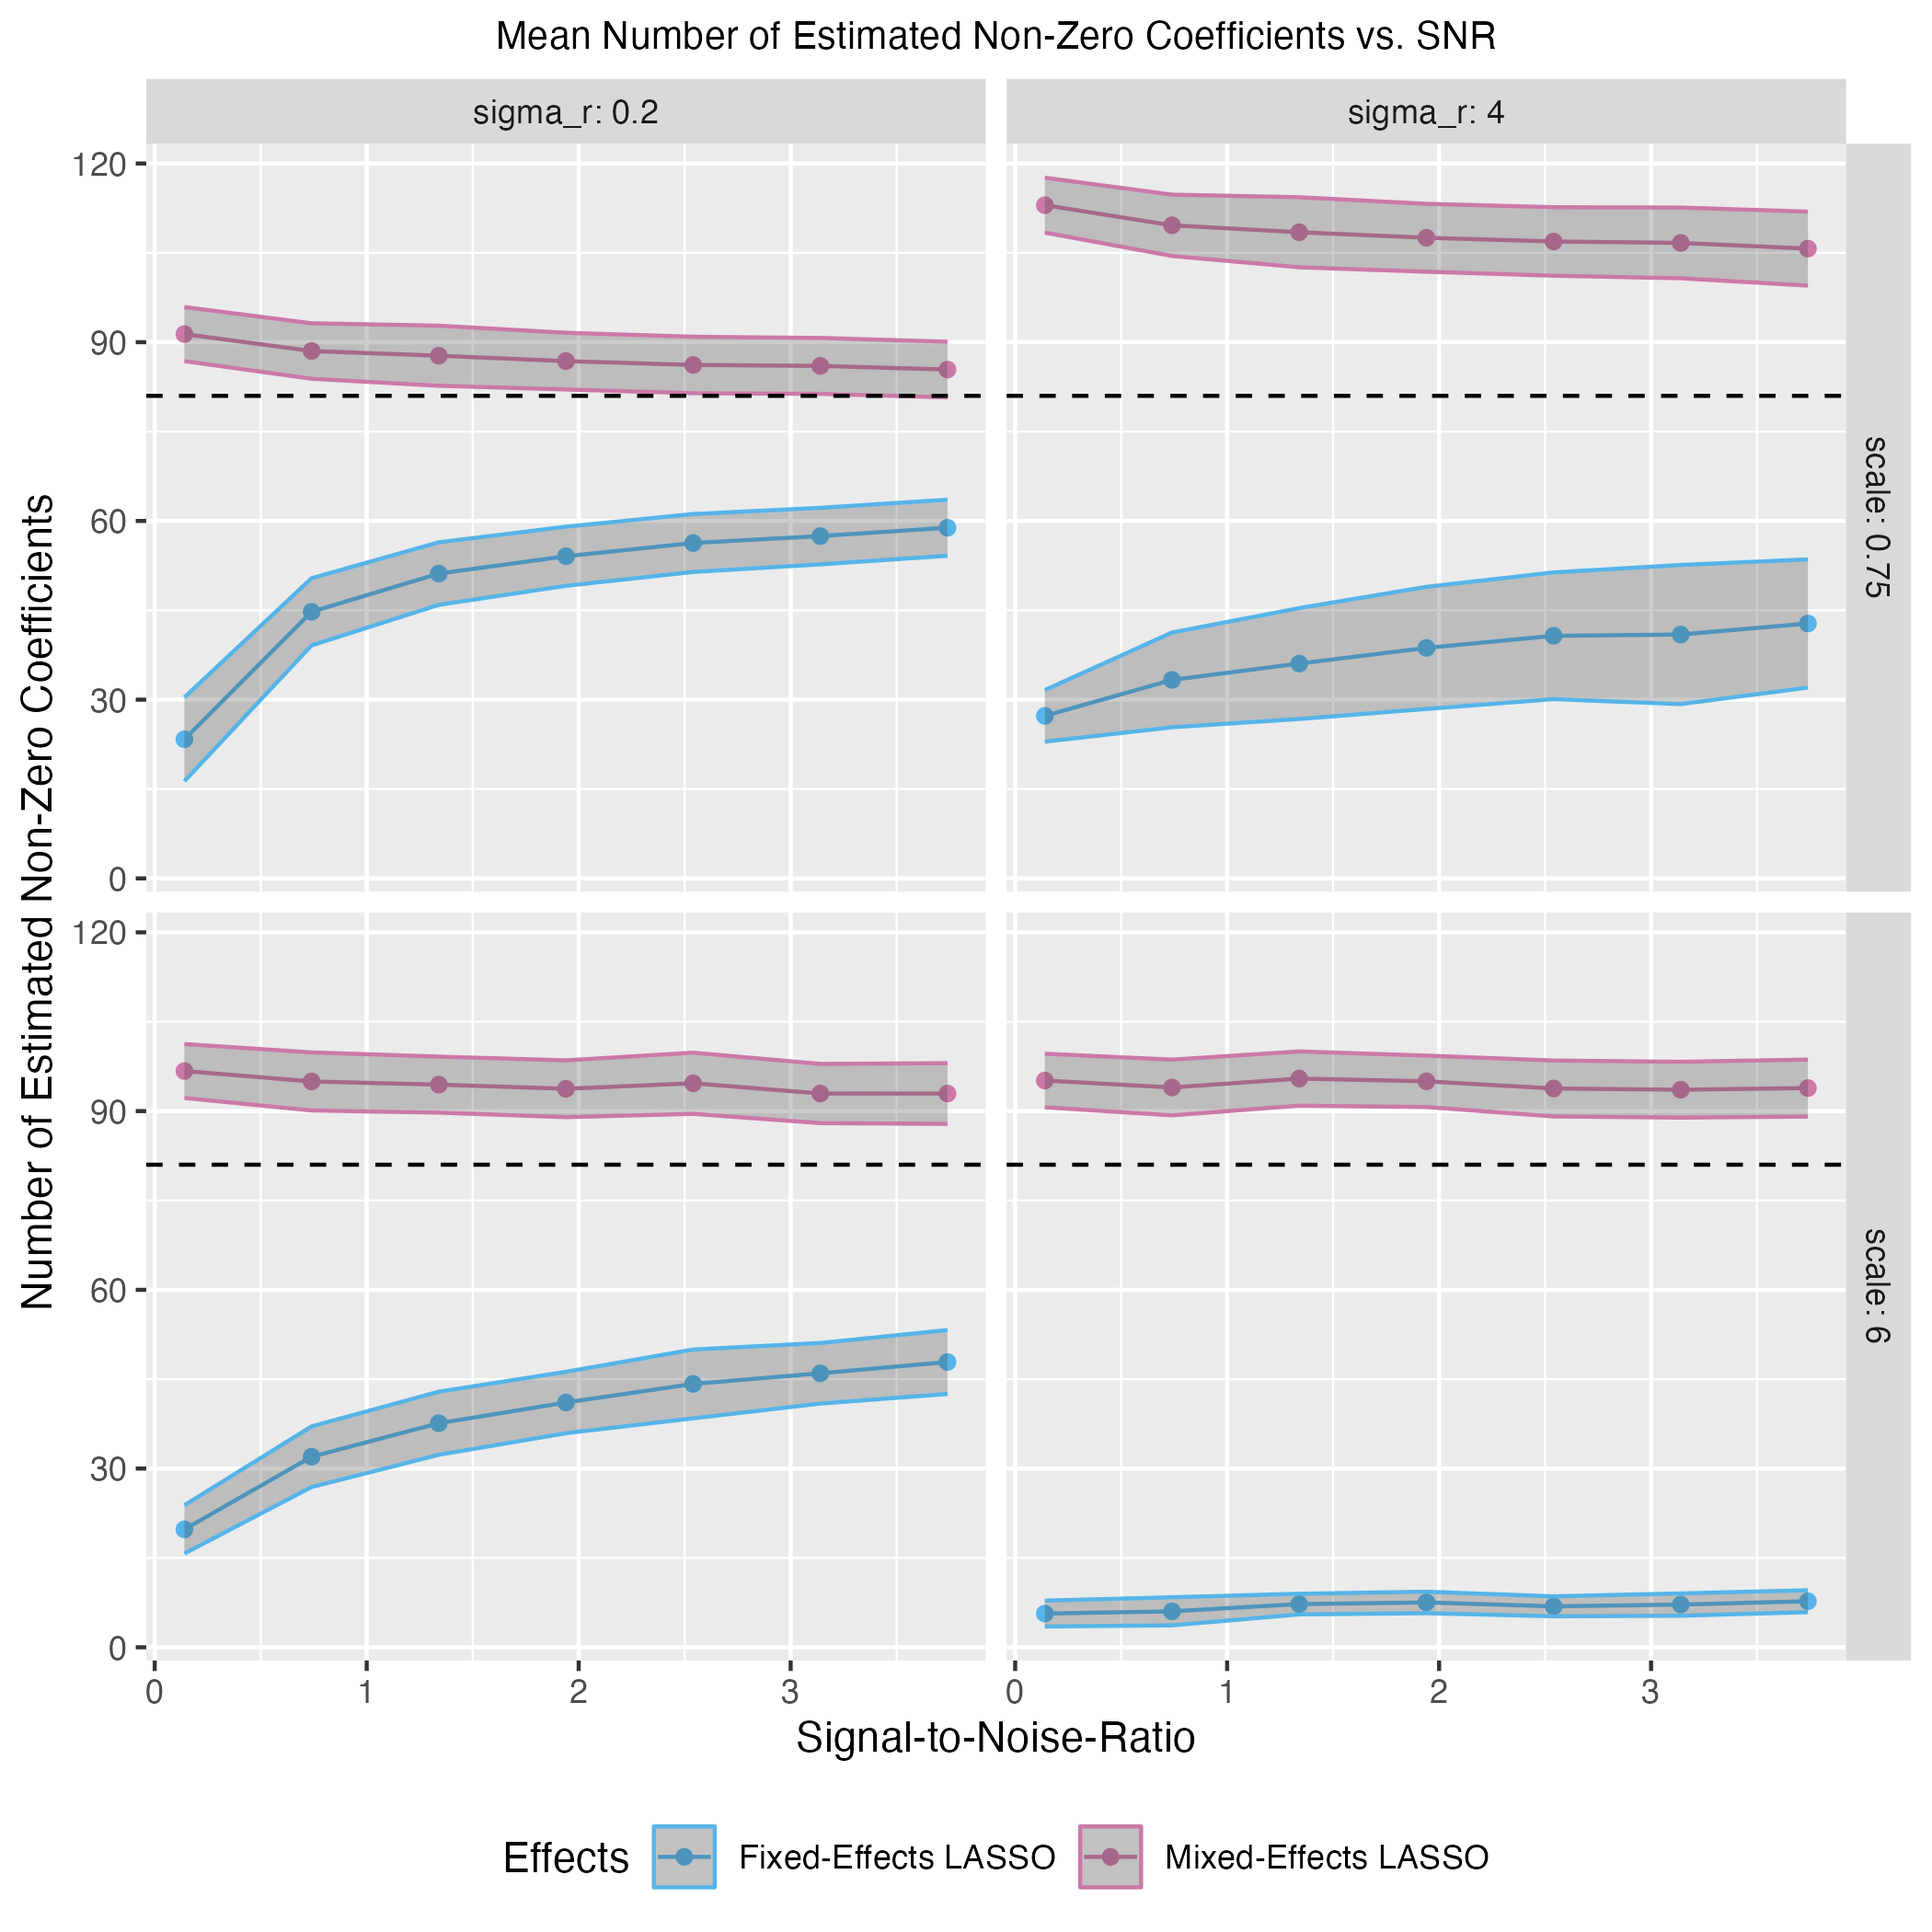 Mean Number of Estimated Non-Zero Coefficients vs. SNR
sigma_r: 0.2
sigma_r: 4
120
90
60
30
0
scale: 0.75
120
90
60
30
0
scale: 6
Number of Estimated Non-Zero Coefficients
0 1 2 3
0 1 2 3
Signal-to-Noise-Ratio
Effects Fixed-Effects LASSO Mixed-Effects LASSO